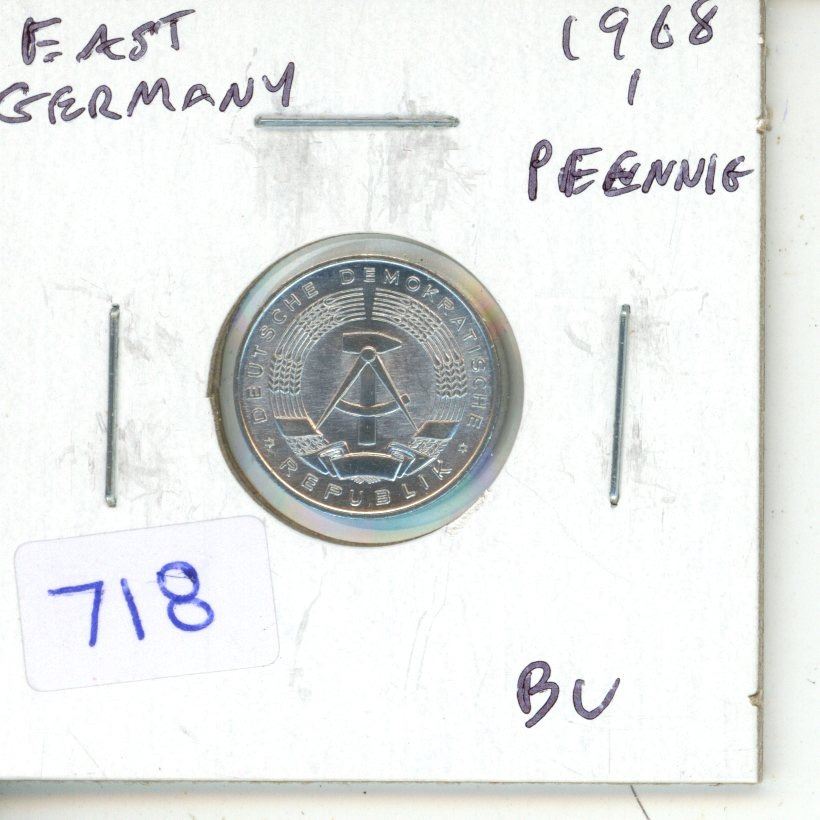 EAST
GERMANY
1968
1
PFENNIG
DEUTSCHE DEMOKRATISCHE
* REPUBLIK *
718
BU